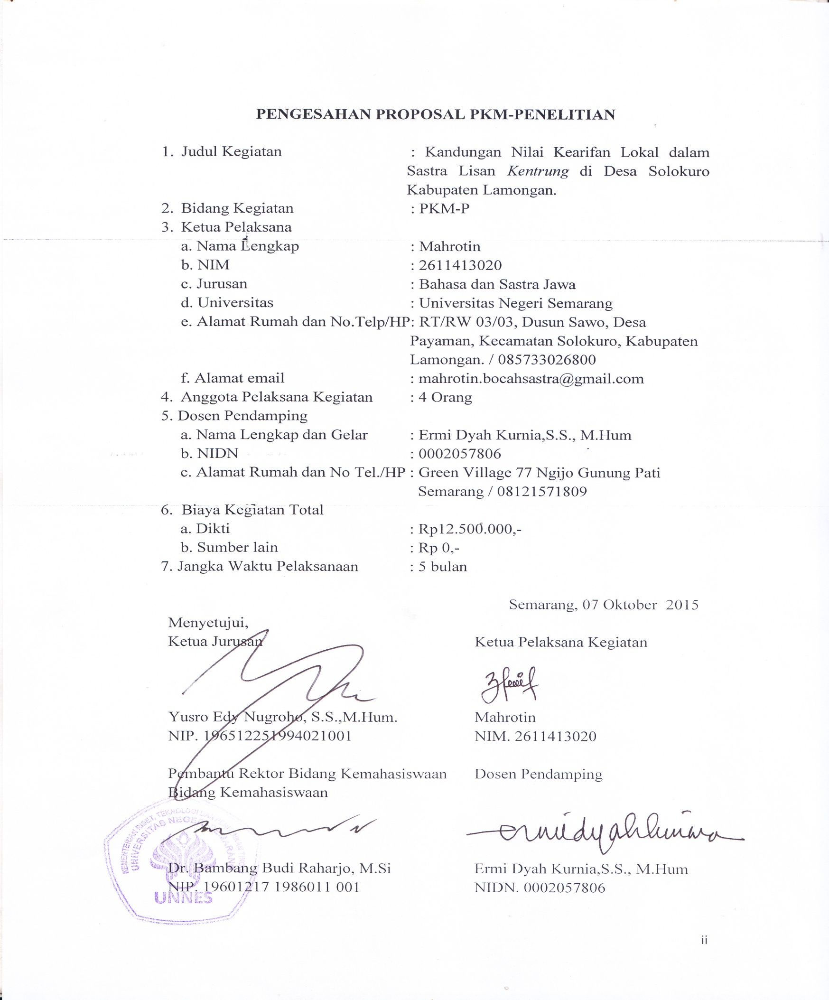 PENGESAHAN PROPOSAL PKM-PENELITIAN
1. Judul Kegiatan : Kandungan Nilai Kearifan Lokal dalam
Sastra Lisan Kentrung di Desa Solokuro
Kabupaten Lamongan.
2. Bidang Kegiatan : PKM-P
3. Ketua Pelaksana
a. Nama Lengkap : Mahrotin
b. NIM : 2611413020
c. Jurusan : Bahasa dan Sastra Jawa
d. Universitas : Universitas Negeri Semarang
e. Alamat Rumah dan No.Telp/HP: RT/RW 03/03, Dusun Sawo, Desa
Payaman, Kecamatan Solokuro, Kabupaten
Lamongan. / 085733026800
f. Alamat email : mahrotin.bocahsastra@gmail.com
4. Anggota Pelaksana Kegiatan : 4 Orang
5. Dosen Pendamping
a. Nama Lengkap dan Gelar : Ermi Dyah Kurnia,S.S., M.Hum
b. NIDN : 0002057806
c. Alamat Rumah dan No Tel./HP : Green Village 77 Ngijo Gunung Pati
Semarang / 08121571809
6. Biaya Kegiatan Total
a. Dikti : Rp12.500.000,-
b. Sumber lain : Rp 0,-
7. Jangka Waktu Pelaksanaan : 5 bulan
Semarang, 07 Oktober 2015
Menyetujui,
Ketua Jurusan Ketua Pelaksana Kegiatan
Yusro Edy Nugroho, S.S.,M.Hum. Mahrotin
NIP. 196512251994021001 NIM. 2611413020
Pembantu Rektor Bidang Kemahasiswaan Dosen Pendamping
Bidang Kemahasiswaan
KEMENTERIAN RISET, TEKNOLOGI DAN PENDIDIKAN TINGGI
UNIVERSITAS NEGERI SEMARANG
Dr. Bambang Budi Raharjo, M.Si Ermi Dyah Kurnia,S.S., M.Hum
NIP. 19601217 1986011 001 NIDN. 0002057806
UNNES
ii